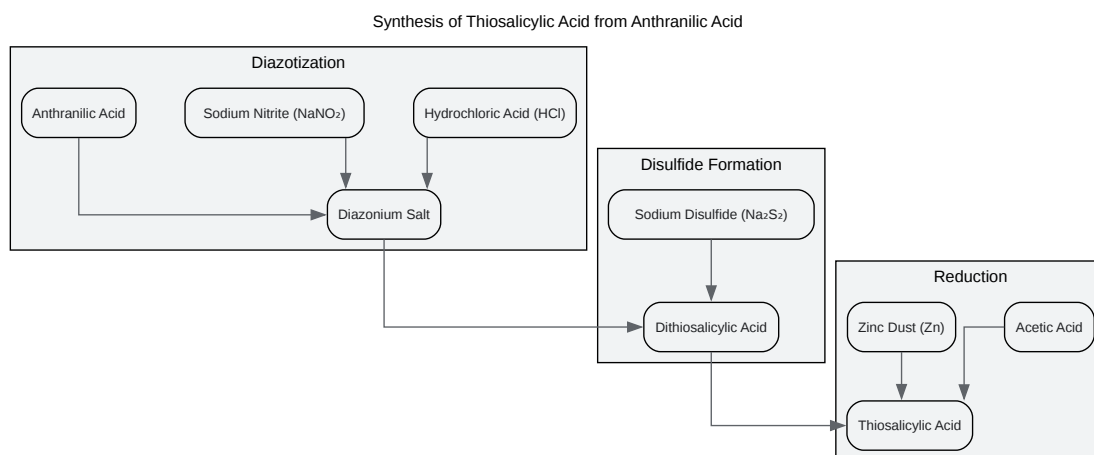 Synthesis of Thiosalicylic Acid from Anthranilic Acid
Diazotization
Anthranilic Acid
Sodium Nitrite (NaNO₂)
Hydrochloric Acid (HCl)
Diazonium Salt
Disulfide Formation
Sodium Disulfide (Na₂S₂)
Dithiosalicylic Acid
Reduction
Zinc Dust (Zn)
Acetic Acid
Thiosalicylic Acid